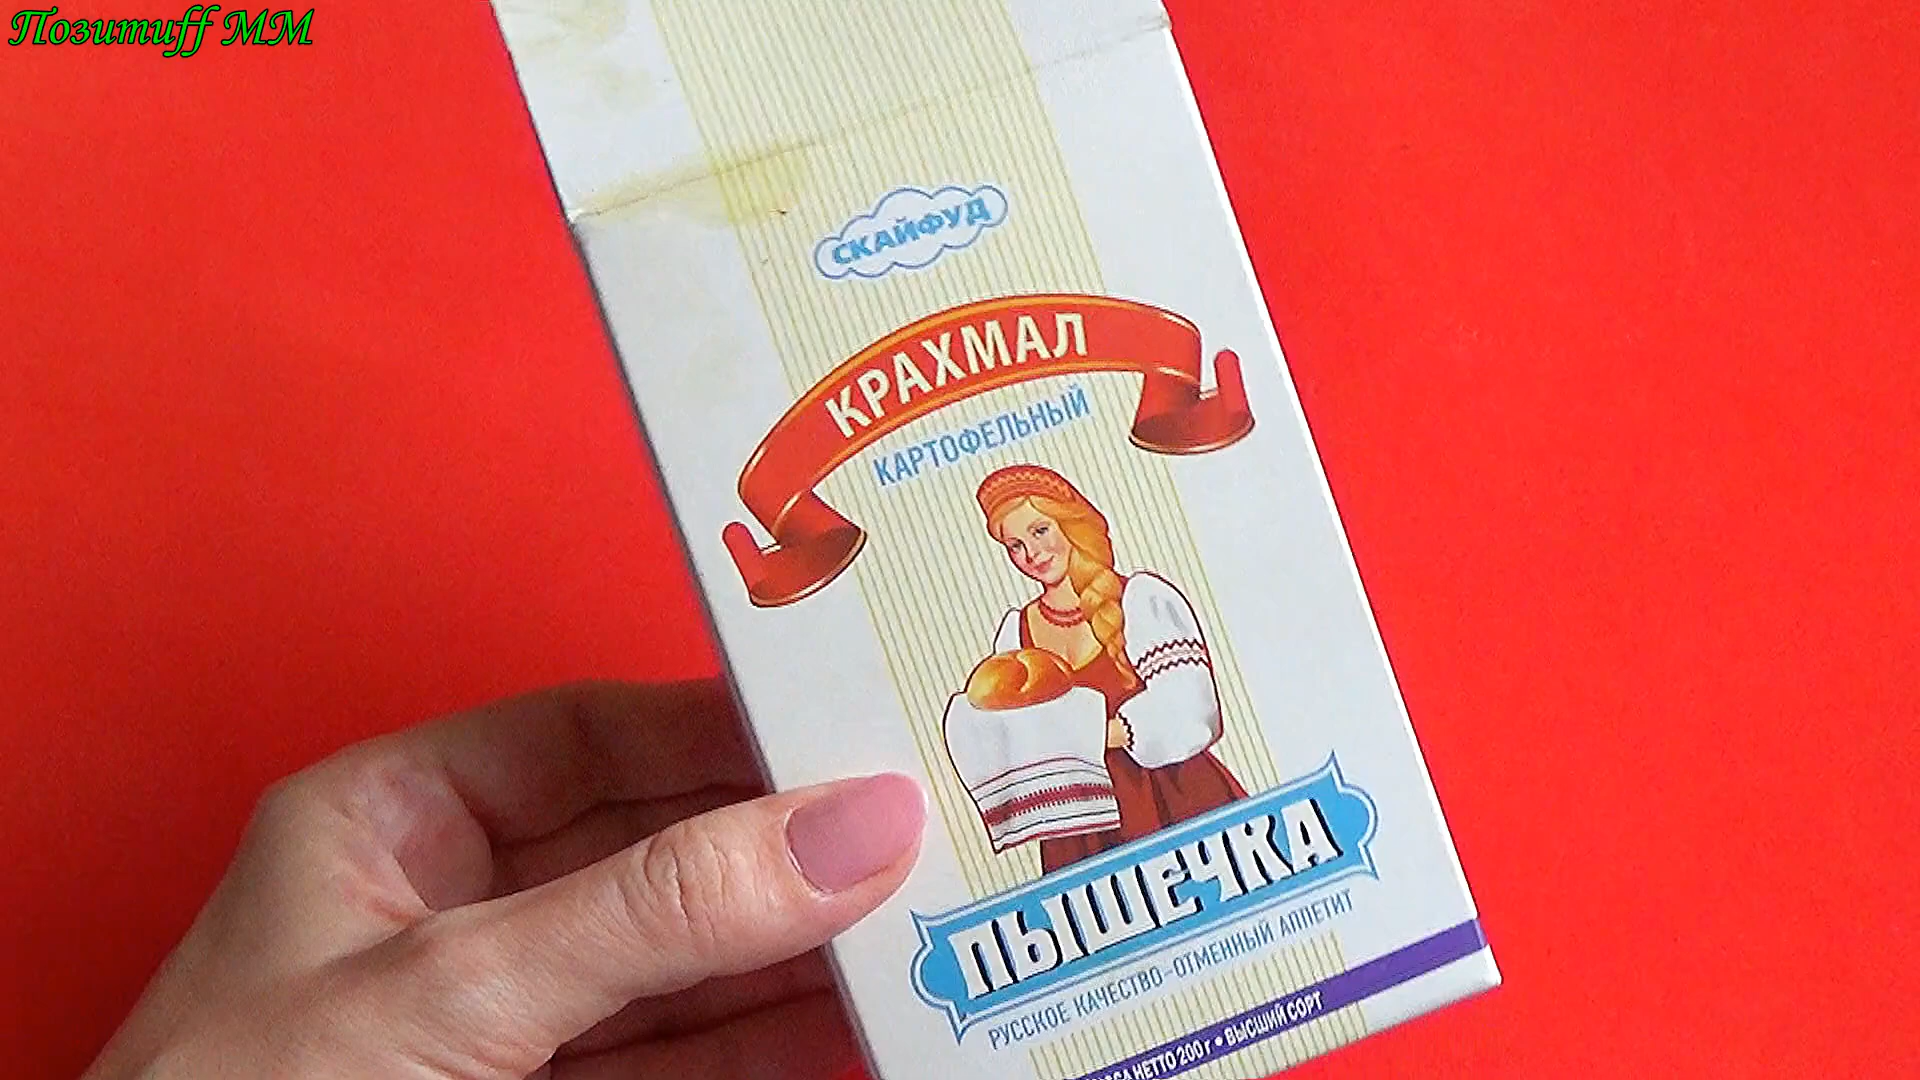 Позитиff ММ
СКАЙФУД
КРАХМАЛ
КАРТОФЕЛЬНЫЙ
ПЫШЕЧКА
РУССКОЕ КАЧЕСТВО-ОТМЕННЫЙ АППЕТИТ
НЕТТО 200 г • ВЫСШИЙ СОРТ